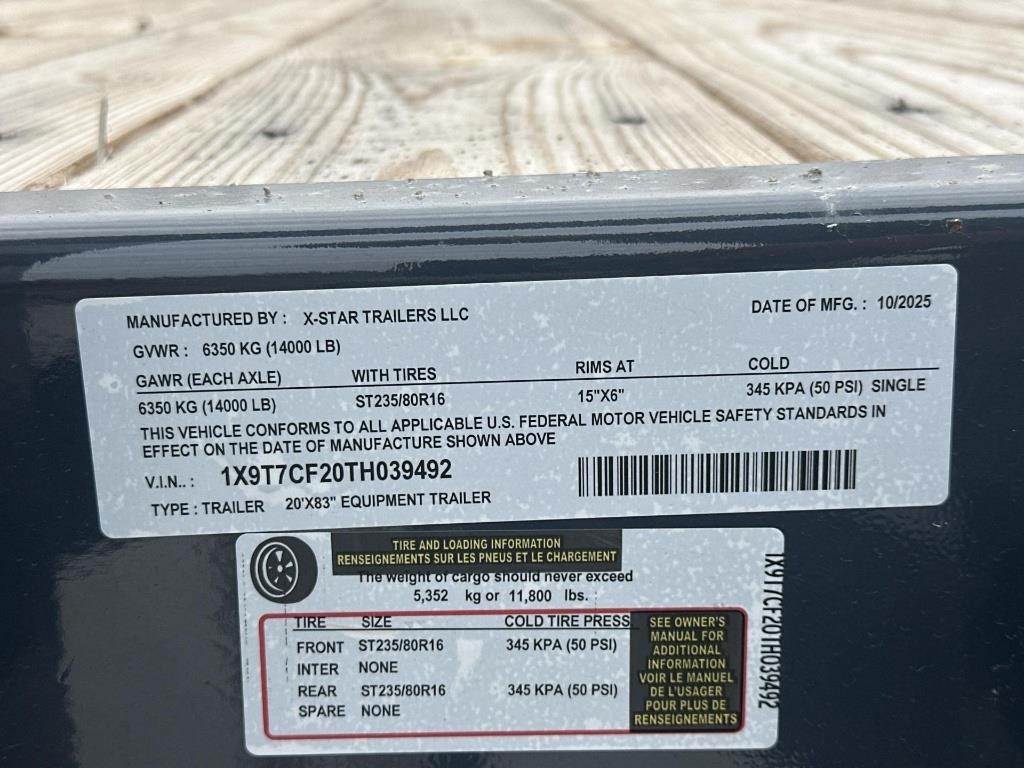 MANUFACTURED BY : X-STAR TRAILERS LLC DATE OF MFG. : 10/2025
GVWR : 6350 KG (14000 LB)
GAWR (EACH AXLE) WITH TIRES RIMS AT COLD
6350 KG (14000 LB) ST235/80R16 15"X6" 345 KPA (50 PSI) SINGLE
THIS VEHICLE CONFORMS TO ALL APPLICABLE U.S. FEDERAL MOTOR VEHICLE SAFETY STANDARDS IN
EFFECT ON THE DATE OF MANUFACTURE SHOWN ABOVE
V.I.N.. : 1X9T7CF20TH039492
TYPE : TRAILER 20'X83" EQUIPMENT TRAILER
TIRE AND LOADING INFORMATION
RENSEIGNEMENTS SUR LES PNEUS ET LE CHARGEMENT
The weight of cargo should never exceed
5,352 kg or 11,800 lbs.
TIRE SIZE COLD TIRE PRESS.
FRONT ST235/80R16 345 KPA (50 PSI)
INTER NONE
REAR ST235/80R16 345 KPA (50 PSI)
SPARE NONE
SEE OWNER'S
MANUAL FOR
ADDITIONAL
INFORMATION
VOIR LE MANUEL
DE L'USAGER
POUR PLUS DE
RENSEIGNEMENTS
1X9T7CF20TH039492